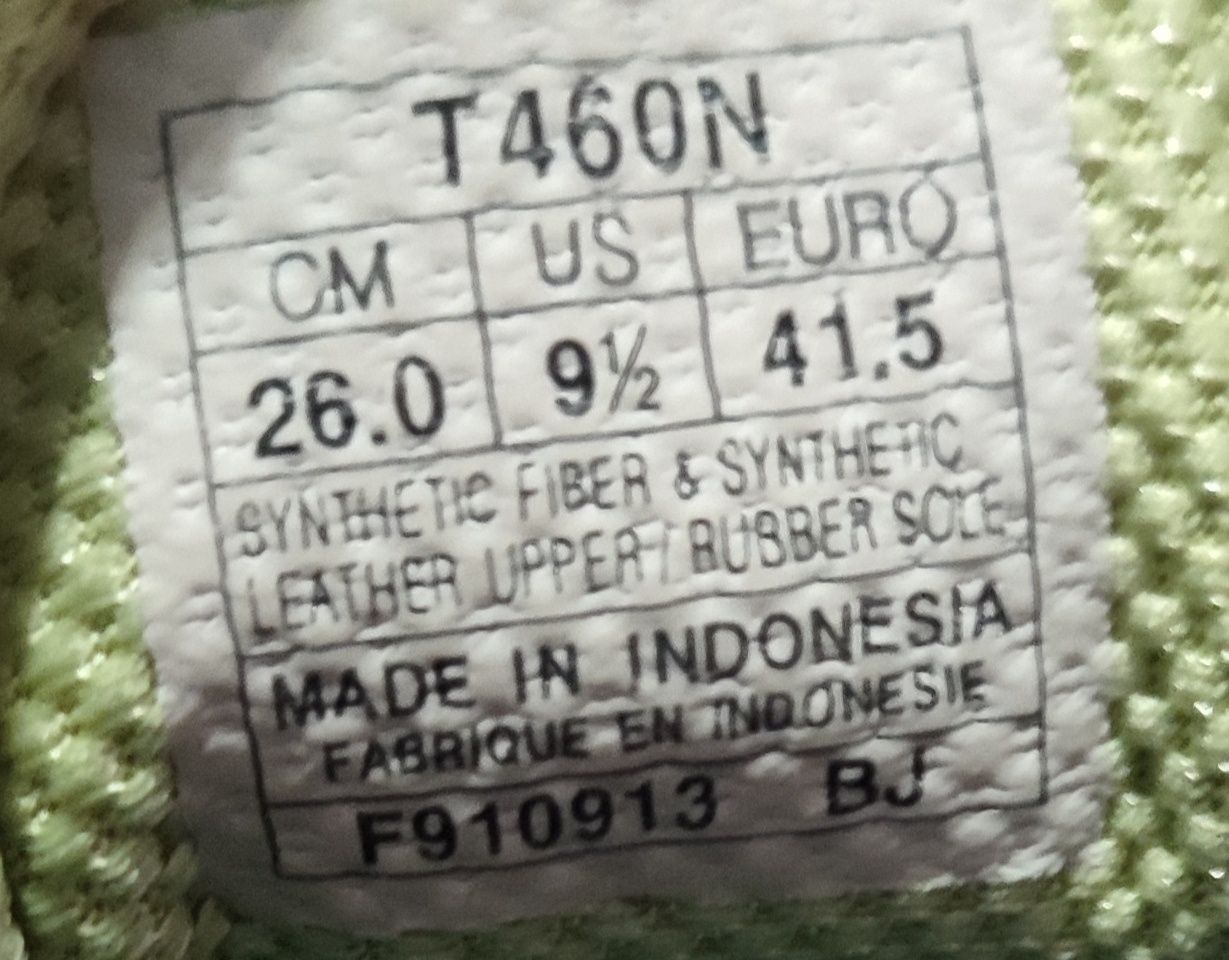 T460N
CM US EURO
26.0 9½ 41.5
SYNTHETIC FIBER & SYNTHETIC
LEATHER UPPER / RUBBER SOLE
MADE IN INDONESIA
FABRIQUE EN INDONESIE
F910913 BJ